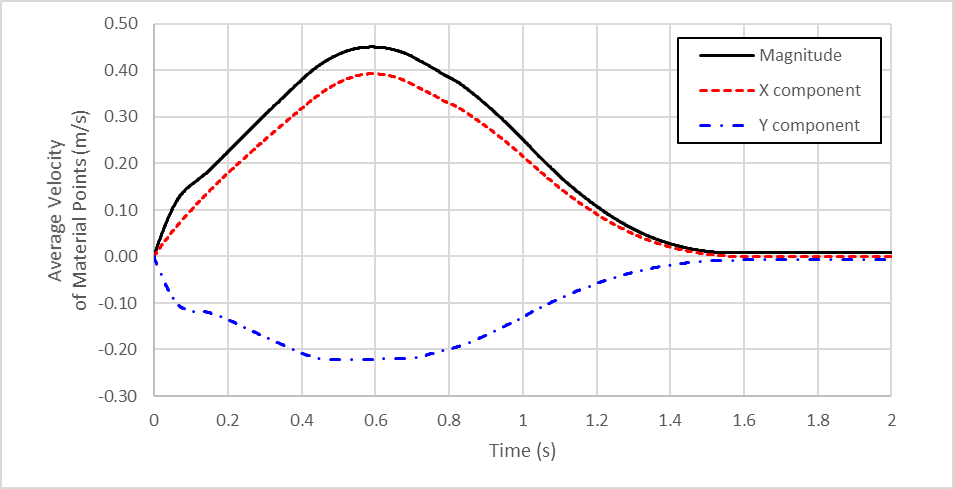 0.50
0.40
0.30
0.20
0.10
0.00
-0.10
-0.20
-0.30
Average Velocity
of Material Points (m/s)
Magnitude
X component
Y component
0 0.2 0.4 0.6 0.8 1 1.2 1.4 1.6 1.8 2
Time (s)